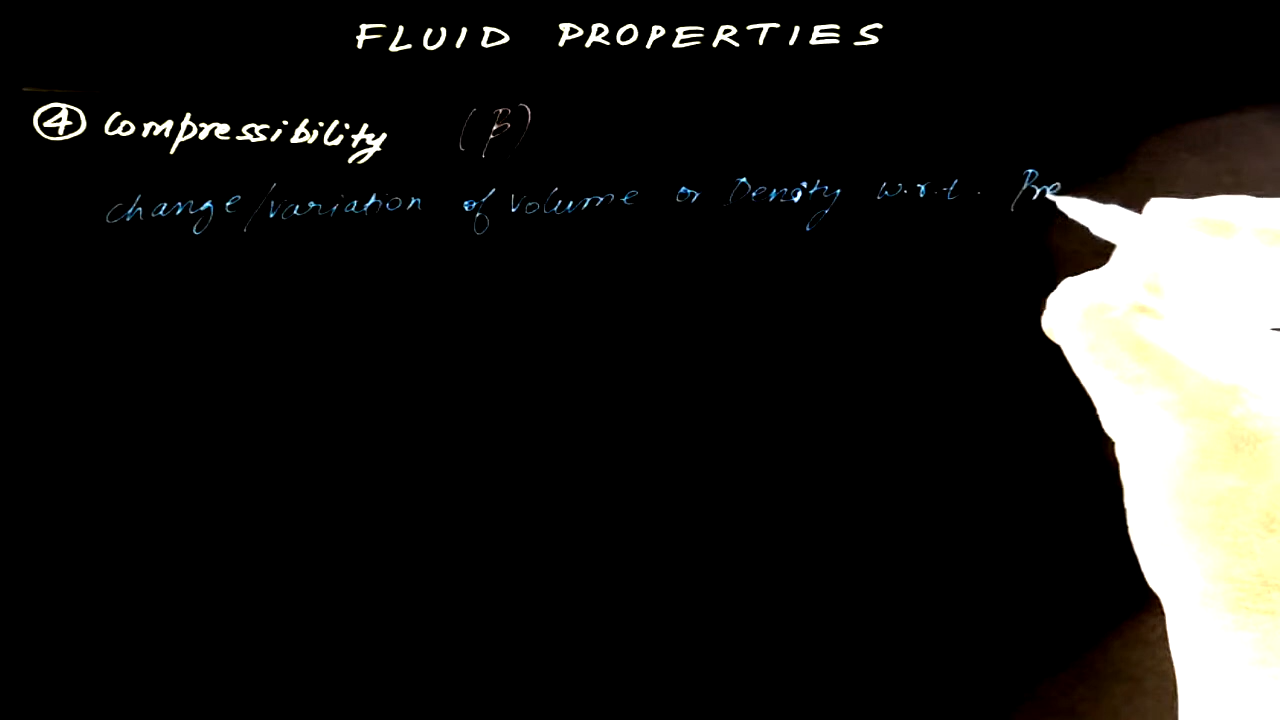 FLUID PROPERTIES
④ Compressibility (β)
change/variation of volume or Density w.r.t. Pre